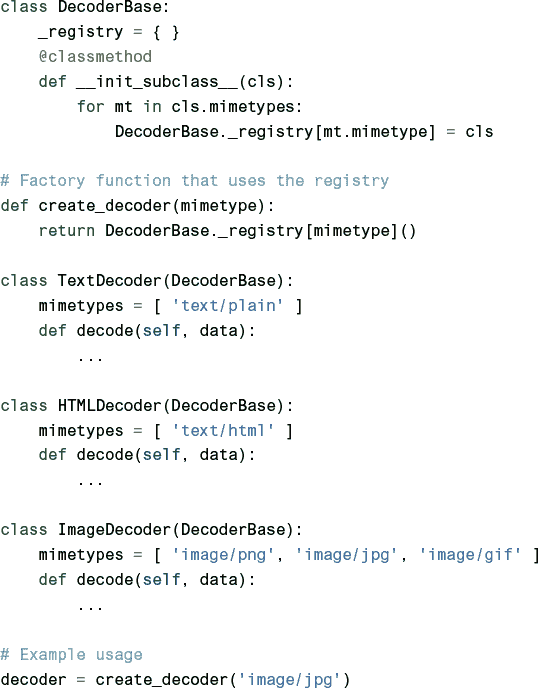 class DecoderBase:
    _registry = { }
    @classmethod
    def __init_subclass__(cls):
        for mt in cls.mimetypes:
            DecoderBase._registry[mt.mimetype] = cls

# Factory function that uses the registry
def create_decoder(mimetype):
    return DecoderBase._registry[mimetype]()

class TextDecoder(DecoderBase):
    mimetypes = [ 'text/plain' ]
    def decode(self, data):
        ...

class HTMLDecoder(DecoderBase):
    mimetypes = [ 'text/html' ]
    def decode(self, data):
        ...

class ImageDecoder(DecoderBase):
    mimetypes = [ 'image/png', 'image/jpg', 'image/gif' ]
    def decode(self, data):
        ...

# Example usage
decoder = create_decoder('image/jpg')